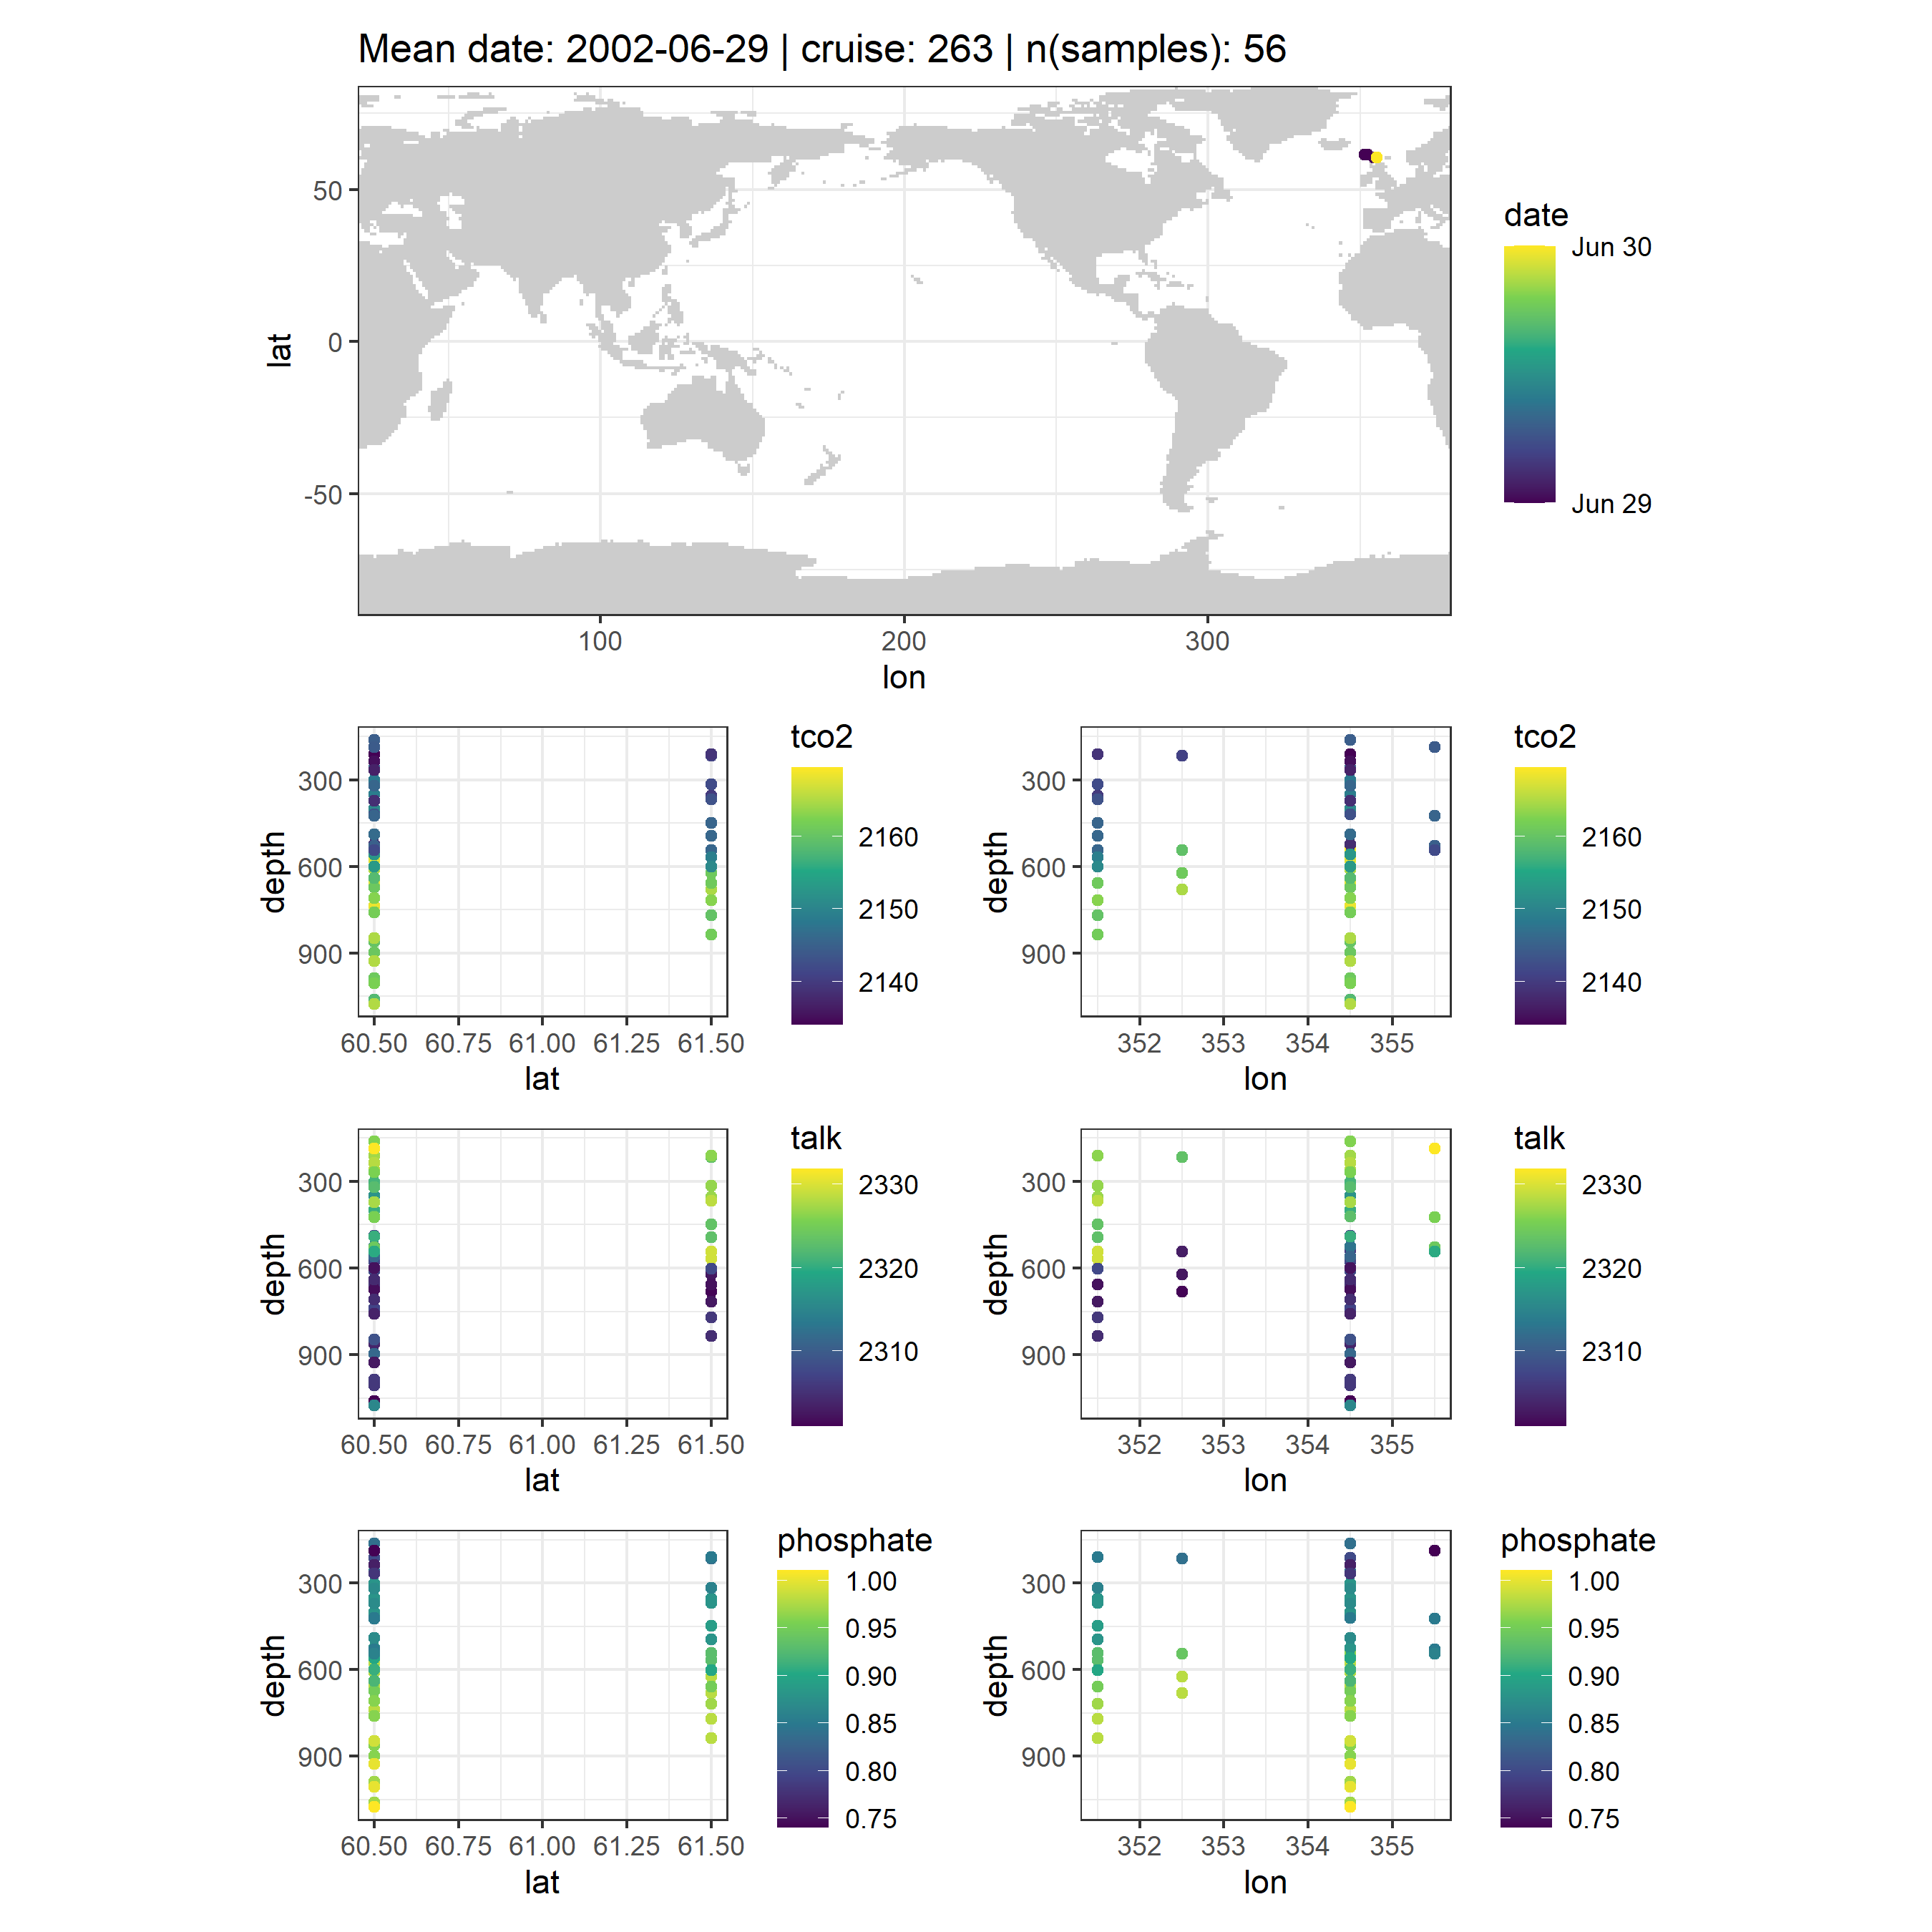 Mean date: 2002-06-29 | cruise: 263 | n(samples): 56
lat
50
0
-50
100 200 300
lon
date
Jun 30
Jun 29
depth
300
600
900
60.50 60.75 61.00 61.25 61.50
lat
tco2
2160
2150
2140
depth
300
600
900
352 353 354 355
lon
tco2
2160
2150
2140
depth
300
600
900
60.50 60.75 61.00 61.25 61.50
lat
talk
2330
2320
2310
depth
300
600
900
352 353 354 355
lon
talk
2330
2320
2310
depth
300
600
900
60.50 60.75 61.00 61.25 61.50
lat
phosphate
1.00
0.95
0.90
0.85
0.80
0.75
depth
300
600
900
352 353 354 355
lon
phosphate
1.00
0.95
0.90
0.85
0.80
0.75